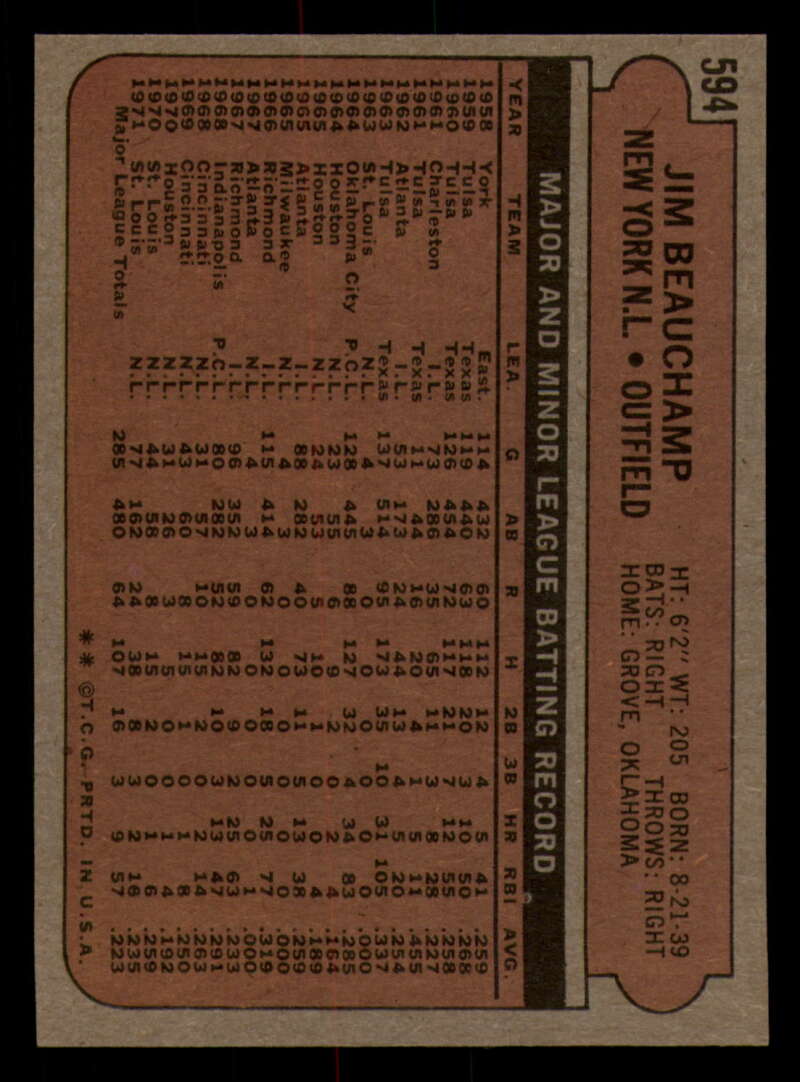 594
JIM BEAUCHAMP
NEW YORK N.L. • OUTFIELD
HT: 6'2" WT: 205 BORN: 8-21-39
BATS: RIGHT THROWS: RIGHT
HOME: GROVE, OKLAHOMA
MAJOR AND MINOR LEAGUE BATTING RECORD
YEAR TEAM LEA. G AB R H 2B 3B HR RBI AVG.
1958 York East. 114 432 60 112 12 4 5 41 .259
1959 Tulsa Texas 119 440 63 118 20 3 10 50 .268
1960 Tulsa Texas 126 454 72 117 21 7 12 55 .258
1961 Charleston I.L. 73 286 35 65 11 3 8 28 .227
1961 Tulsa Texas 11 44 16 20 4 1 5 11 .455
1962 Atlanta I.L. 53 174 24 44 13 4 5 20 .254
1963 Tulsa Texas 137 514 95 173 35 10 31 105 .337
1963 St. Louis N.L. 4 3 0 0 0 0 0 0 .000
1964 Oklahoma City P.C.L. 128 445 88 127 32 4 34 83 .285
1964 Houston N.L. 23 55 6 9 2 0 2 4 .164
1965 Houston N.L. 24 53 5 10 1 0 0 4 .189
1965 Atlanta I.L. 88 282 40 73 11 5 13 38 .259
1965 Milwaukee N.L. 4 3 0 0 0 0 0 0 .000
1966 Richmond I.L. 115 414 62 132 18 5 25 77 .319
1967 Atlanta N.L. 4 3 0 0 0 0 0 1 .000
1967 Richmond I.L. 96 352 59 82 9 2 25 63 .233
1968 Indianapolis P.C.L. 80 282 52 82 10 3 13 47 .291
1968 Cincinnati N.L. 31 57 10 15 2 0 2 14 .263
1969 Cincinnati N.L. 43 60 8 15 1 0 1 8 .250
1970 Houston N.L. 31 26 3 5 0 0 1 4 .192
1970 St. Louis N.L. 44 58 8 15 2 0 1 6 .259
1971 St. Louis N.L. 77 162 24 38 8 3 2 16 .235
Major League Totals 285 480 64 107 16 3 9 57 .223
** ©T.C.G. PRTD. IN U.S.A.